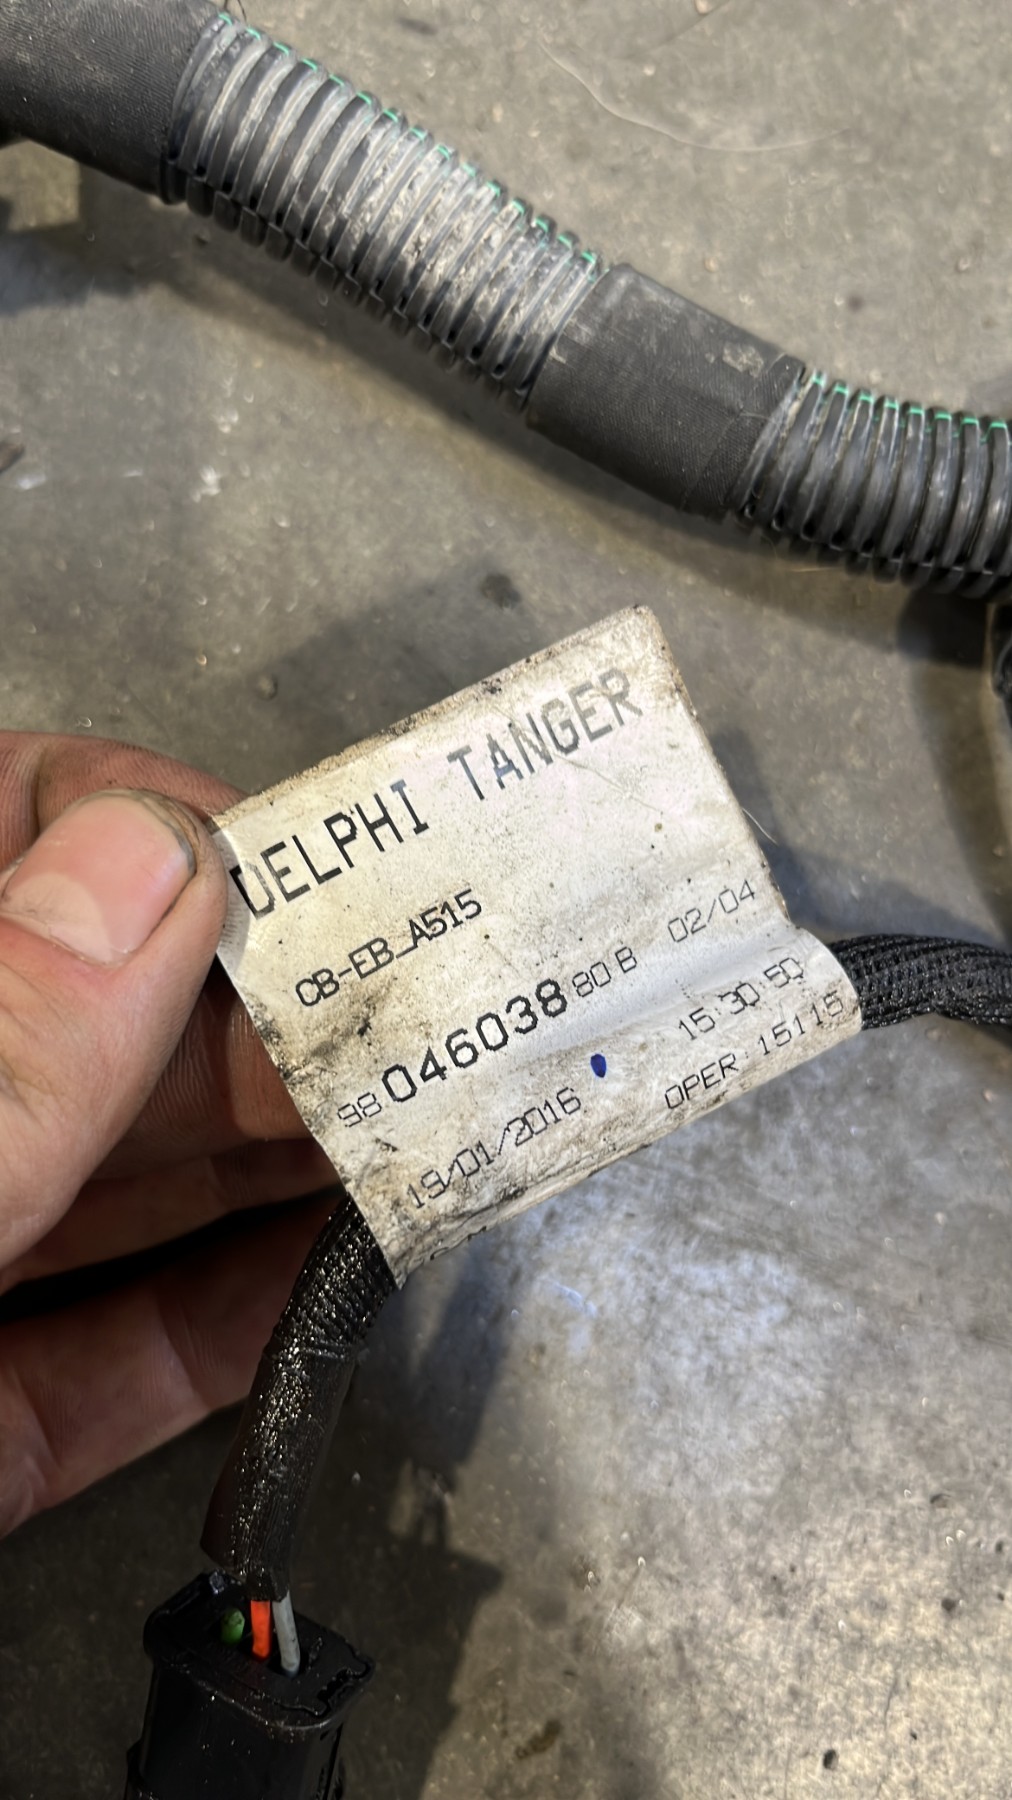 DELPHI TANGER
CB-EB_A515
98 046038 80 B 02/04
19/01/2016 15:30:50
OPER:15115